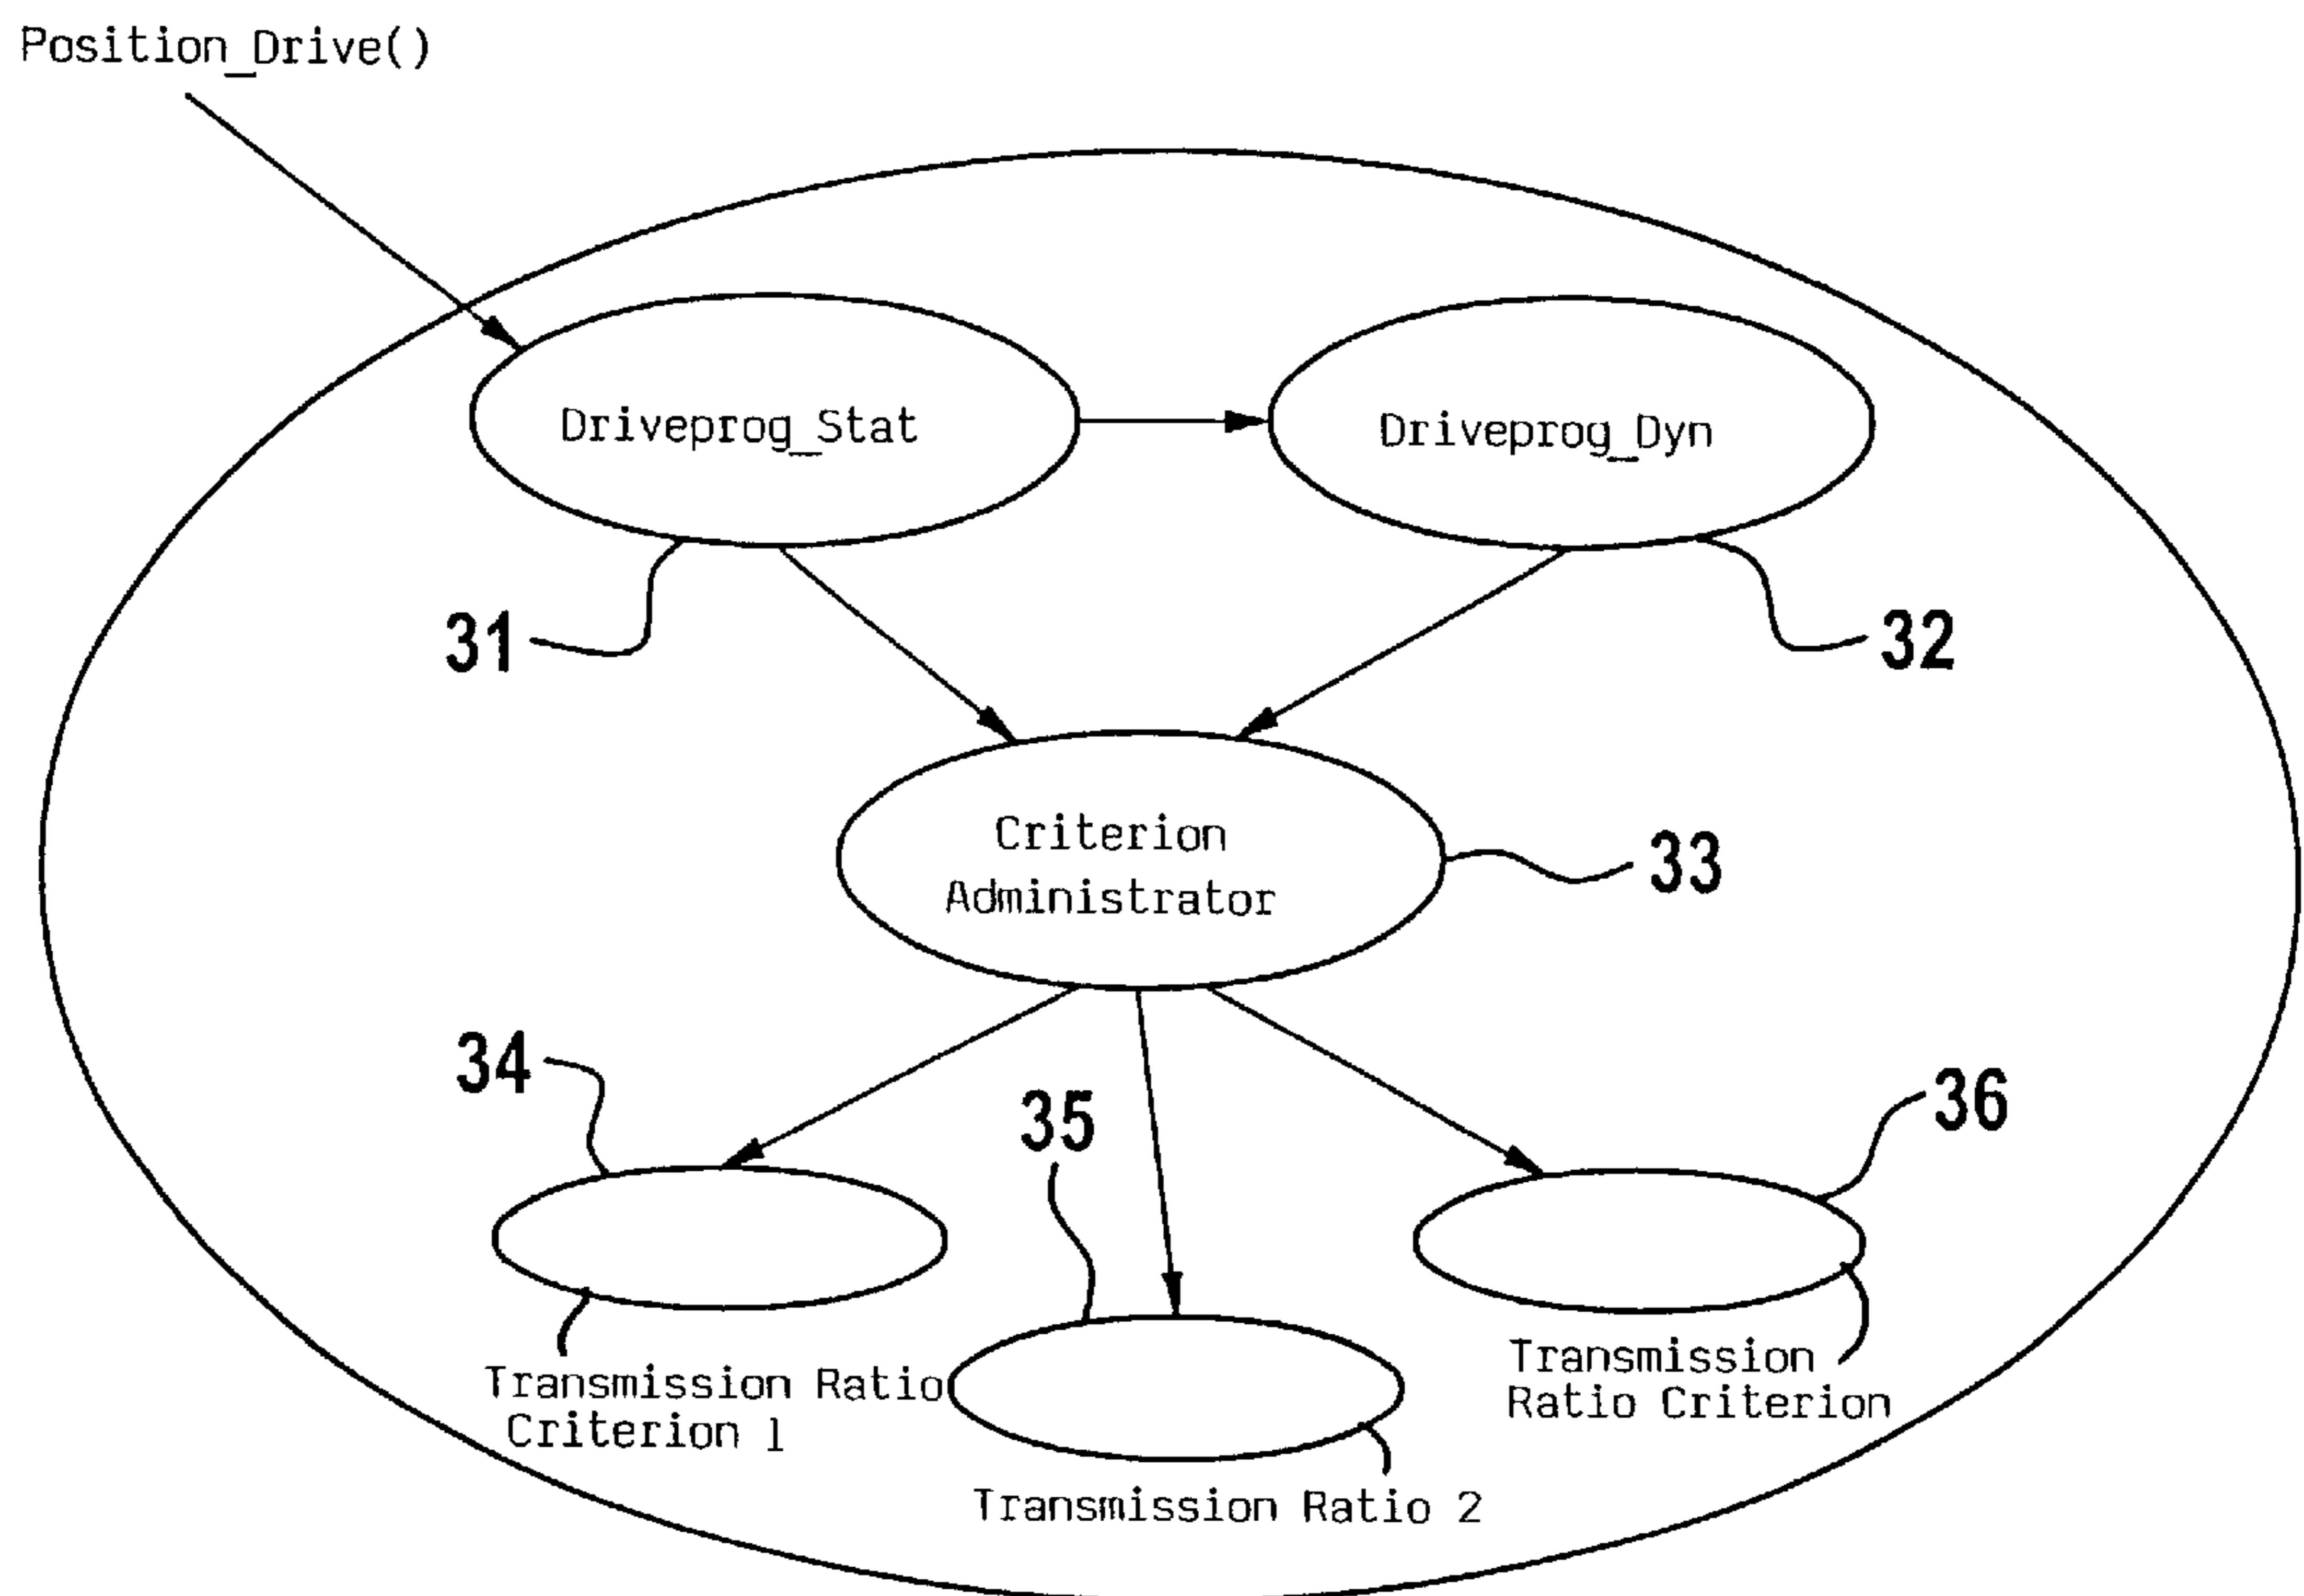 Position_Drive()
Driveprog_Stat
Driveprog_Dyn
31
32
Criterion
Administrator
33
34
35
36
Transmission Ratio
Criterion 1
Transmission
Ratio Criterion
Transmission Ratio 2